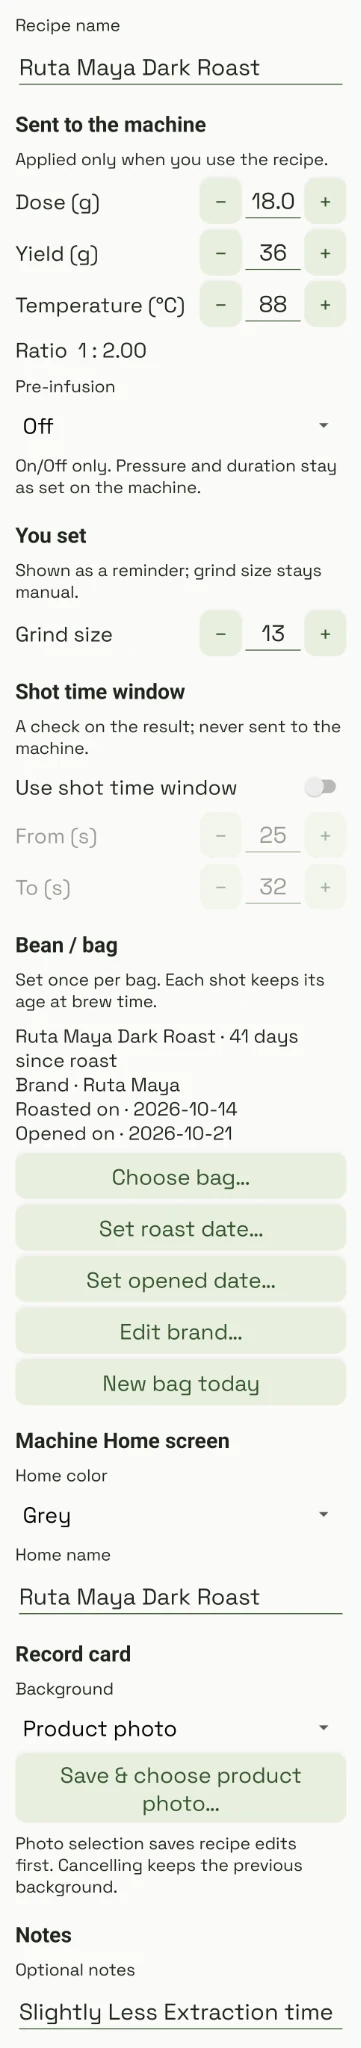 Recipe name
Ruta Maya Dark Roast
Sent to the machine
Applied only when you use the recipe.
Dose (g) − 18.0 +
Yield (g) − 36 +
Temperature (°C) − 88 +
Ratio 1 : 2.00
Pre-infusion
Off
On/Off only. Pressure and duration stay
as set on the machine.
You set
Shown as a reminder; grind size stays
manual.
Grind size − 13 +
Shot time window
A check on the result; never sent to the
machine.
Use shot time window
From (s) − 25 +
To (s) − 32 +
Bean / bag
Set once per bag. Each shot keeps its
age at brew time.
Ruta Maya Dark Roast · 41 days
since roast
Brand · Ruta Maya
Roasted on · 2026-10-14
Opened on · 2026-10-21
Choose bag...
Set roast date...
Set opened date...
Edit brand...
New bag today
Machine Home screen
Home color
Grey
Home name
Ruta Maya Dark Roast
Record card
Background
Product photo
Save & choose product
photo...
Photo selection saves recipe edits
first. Cancelling keeps the previous
background.
Notes
Optional notes
Slightly Less Extraction time